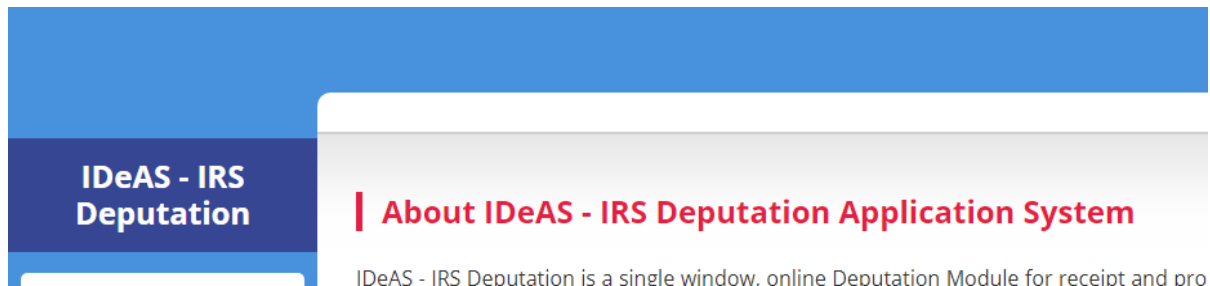 IDeAS - IRS
Deputation
About IDeAS - IRS Deputation Application System
IDeAS - IRS Deputation is a single window, online Deputation Module for receipt and pro